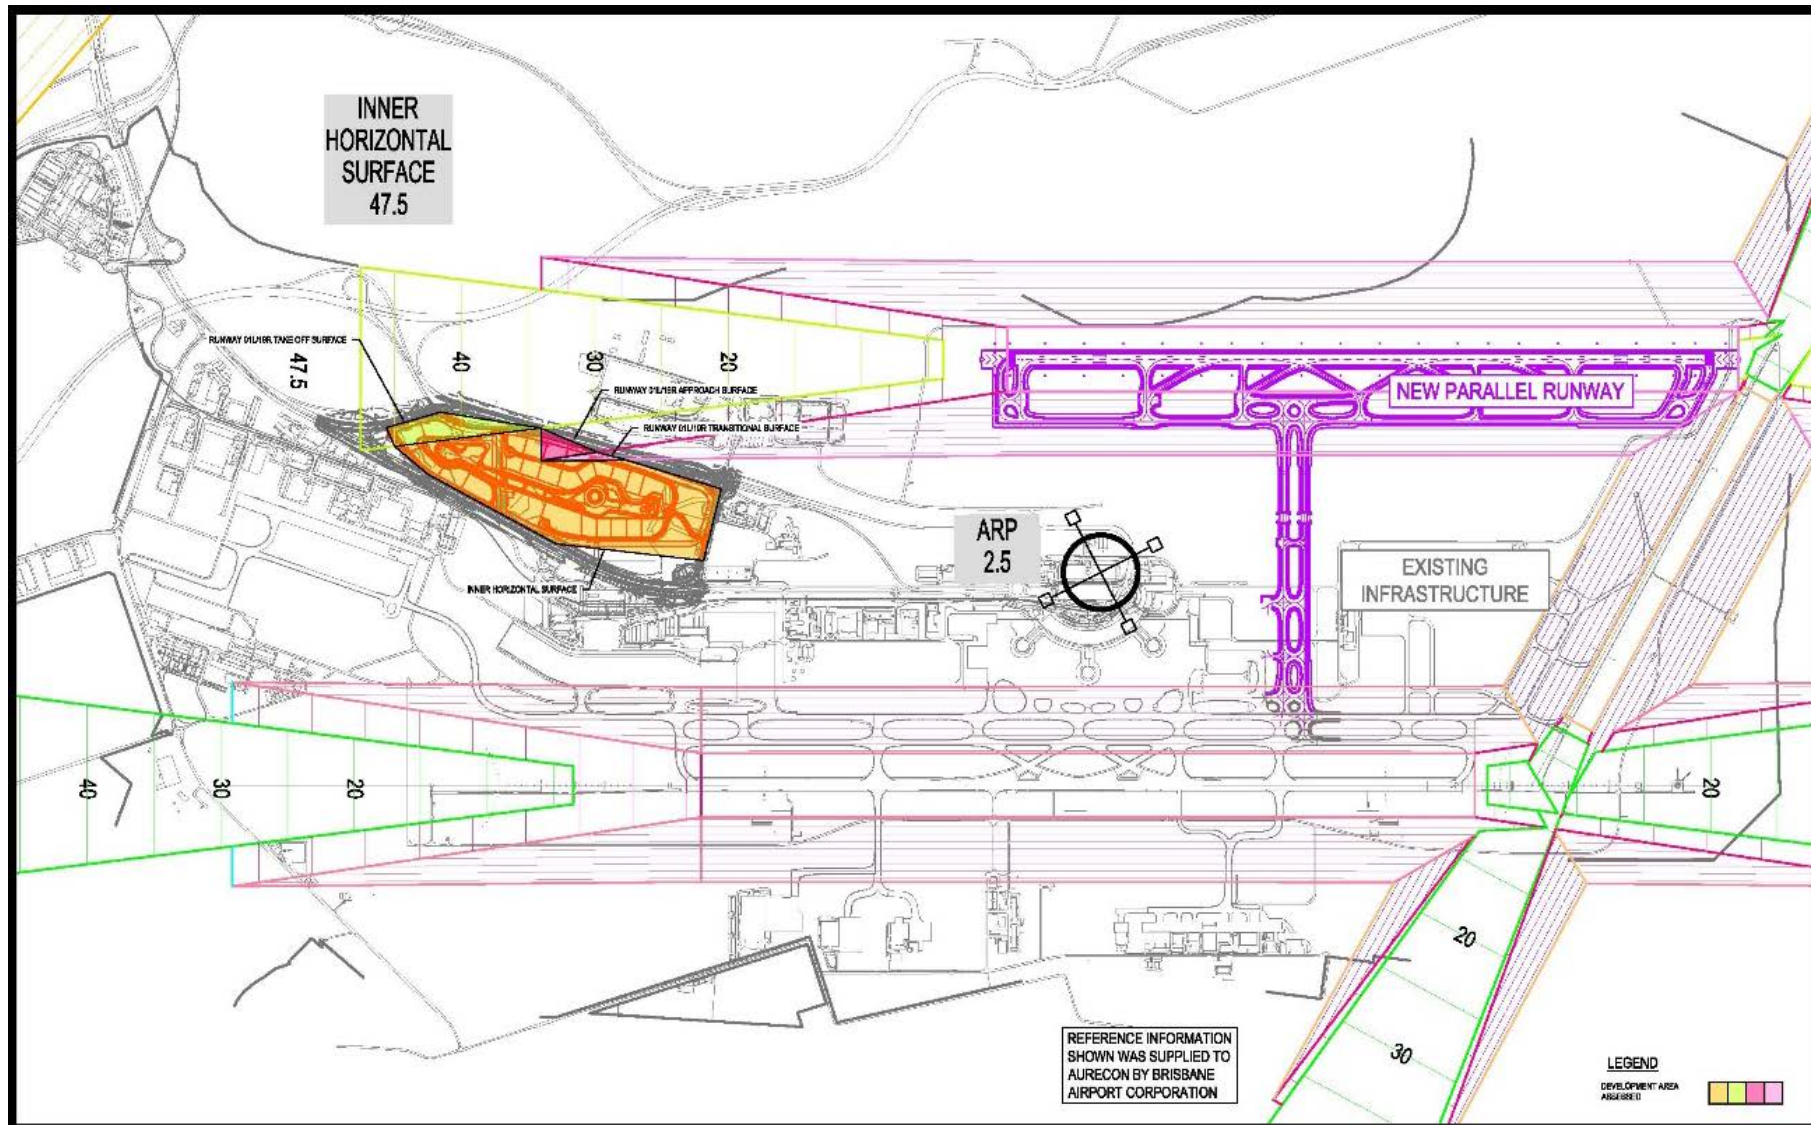 INNER
HORIZONTAL
SURFACE
47.5
RUNWAY 01L/19R TAKE OFF SURFACE
47.5
40
30
20
RUNWAY 01L/19R APPROACH SURFACE
RUNWAY 01L/19R TRANSITIONAL SURFACE
NEW PARALLEL RUNWAY
ARP
2.5
EXISTING
INFRASTRUCTURE
INNER HORIZONTAL SURFACE
40
30
20
20
20
30
REFERENCE INFORMATION
SHOWN WAS SUPPLIED TO
AURECON BY BRISBANE
AIRPORT CORPORATION
LEGEND
DEVELOPMENT AREA
ASSESSED